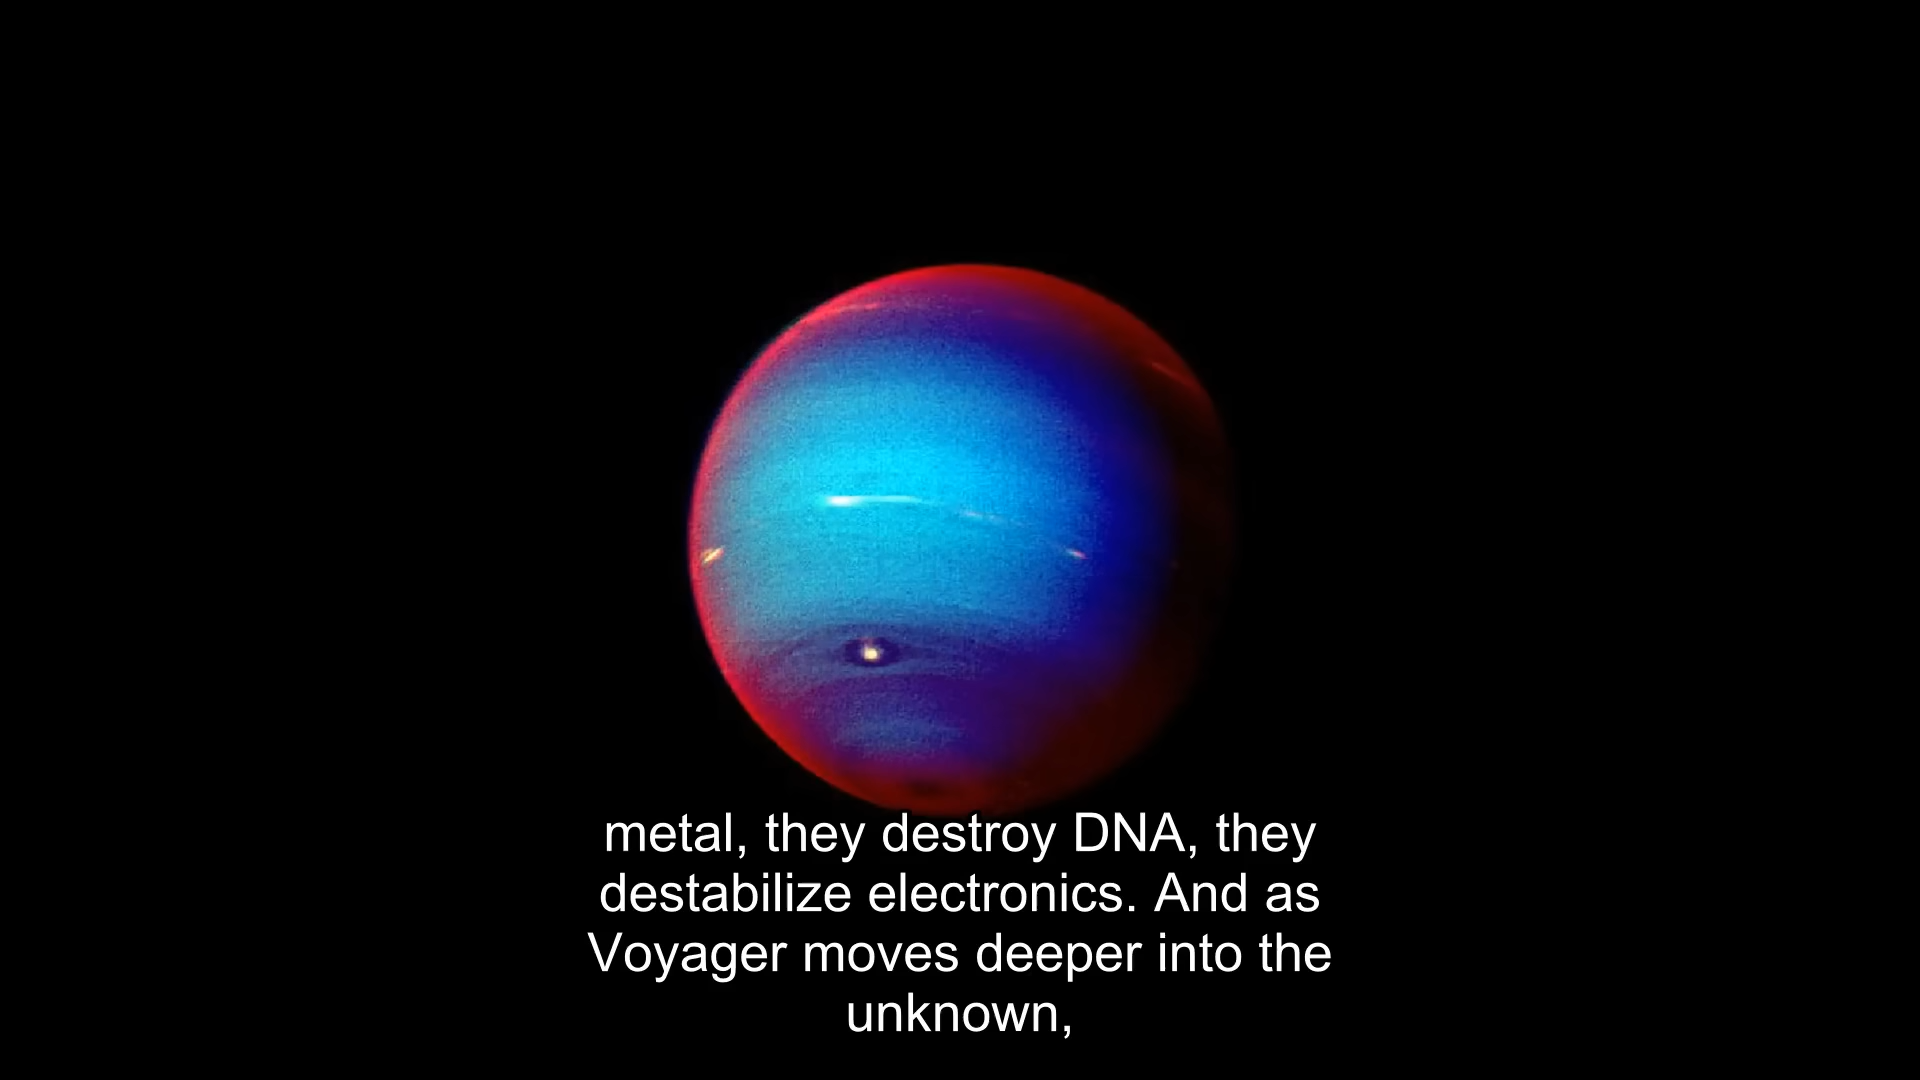 metal, they destroy DNA, they
destabilize electronics. And as
Voyager moves deeper into the
unknown,